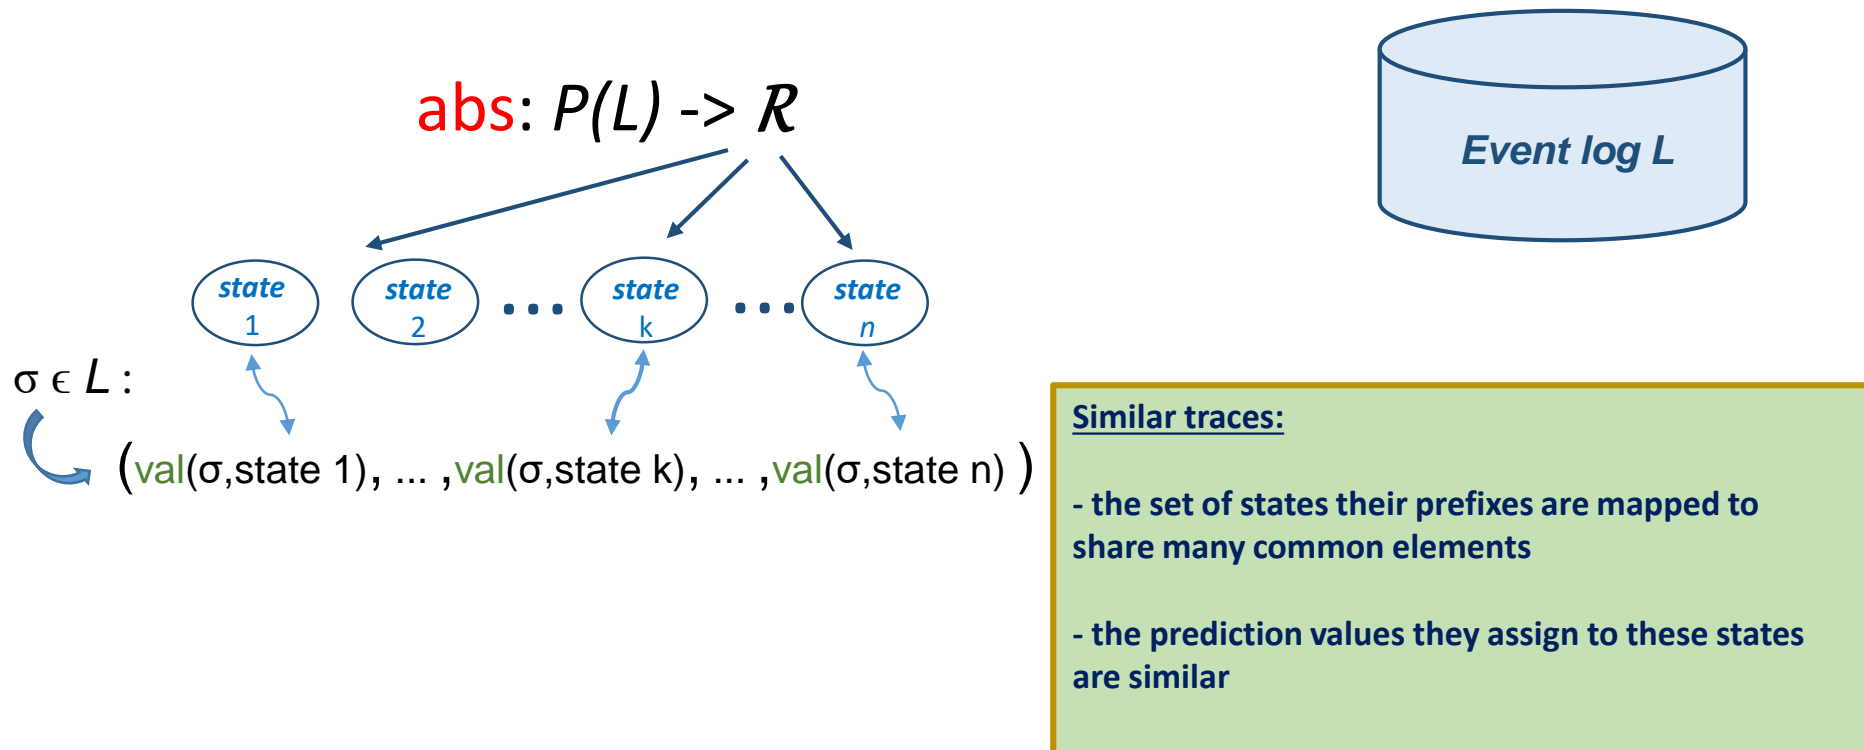 abs: P(L) -> R
Event log L
state
1
state
2
...
state
k
...
state
n
σ ϵ L :
(val(σ,state 1), ... ,val(σ,state k), ... ,val(σ,state n) )
Similar traces:
- the set of states their prefixes are mapped to
share many common elements
- the prediction values they assign to these states
are similar